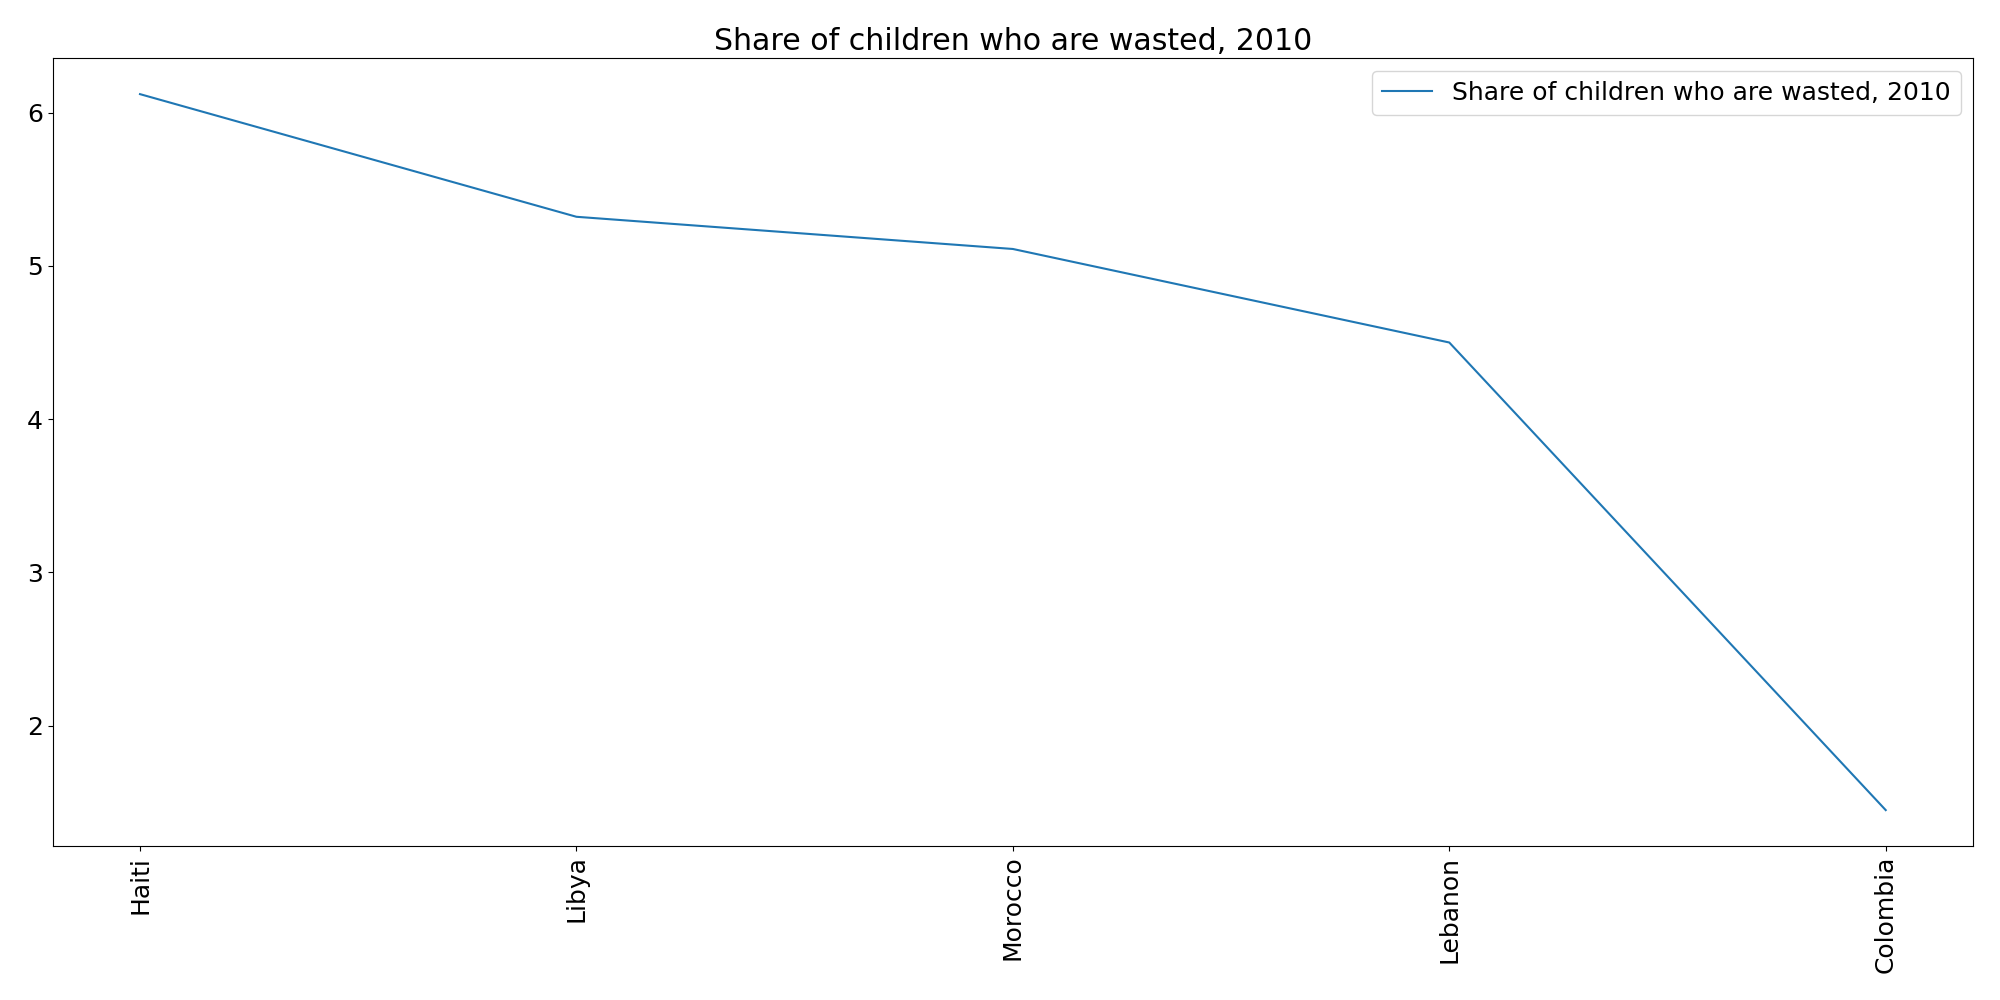 Share of children who are wasted, 2010
Share of children who are wasted, 2010
6
5
4
3
2
Haiti
Libya
Morocco
Lebanon
Colombia